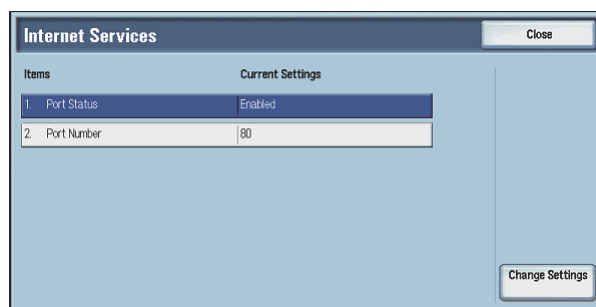 Internet Services
Close
Items Current Settings
1. Port Status Enabled
2. Port Number 80
Change Settings